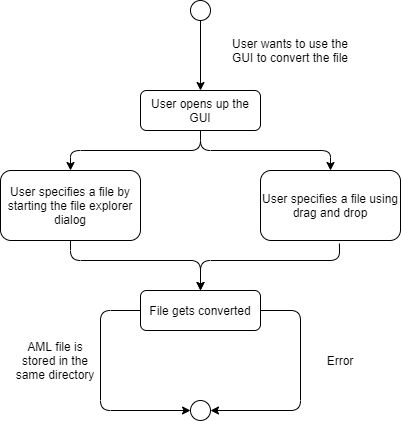 User wants to use the
GUI to convert the file
User opens up the
GUI
User specifies a file by
starting the file explorer
dialog
User specifies a file using
drag and drop
File gets converted
AML file is
stored in the
same directory
Error